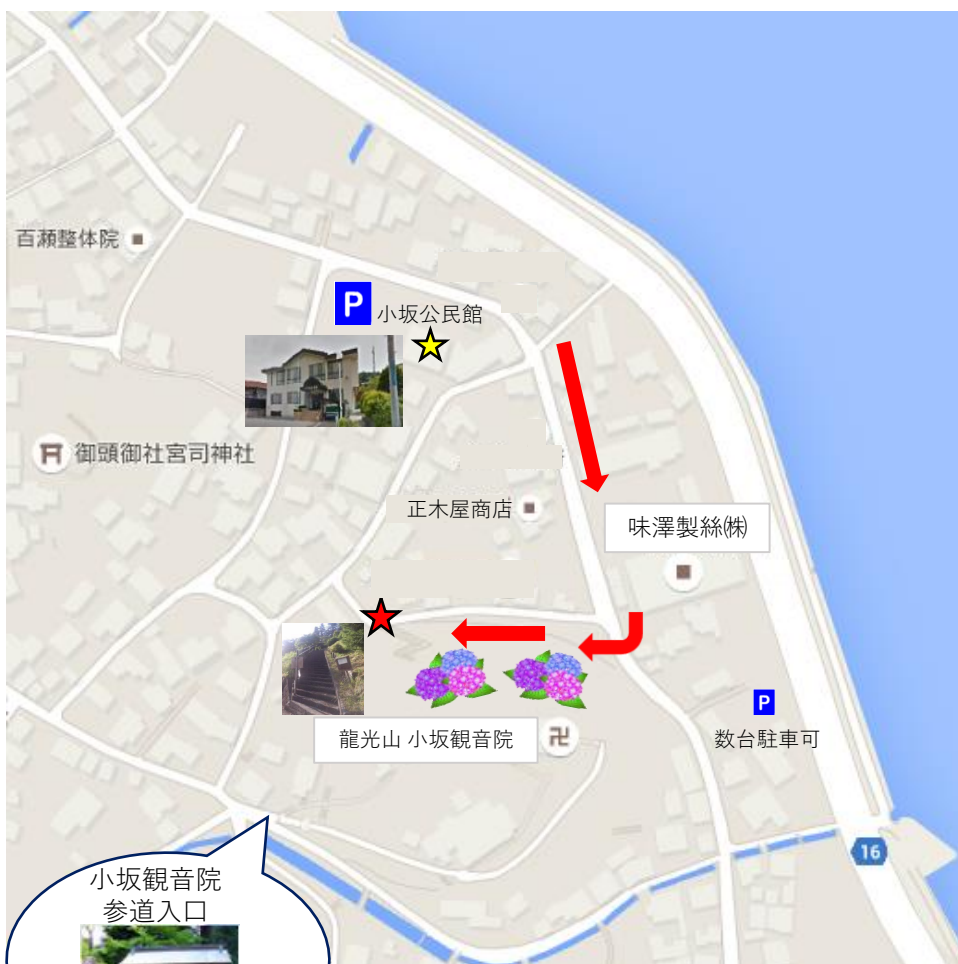 百瀬整体院
P
小坂公民館
御頭御社宮司神社
正木屋商店
味澤製絲㈱
龍光山 小坂観音院
P
数台駐車可
16
小坂観音院
参道入口